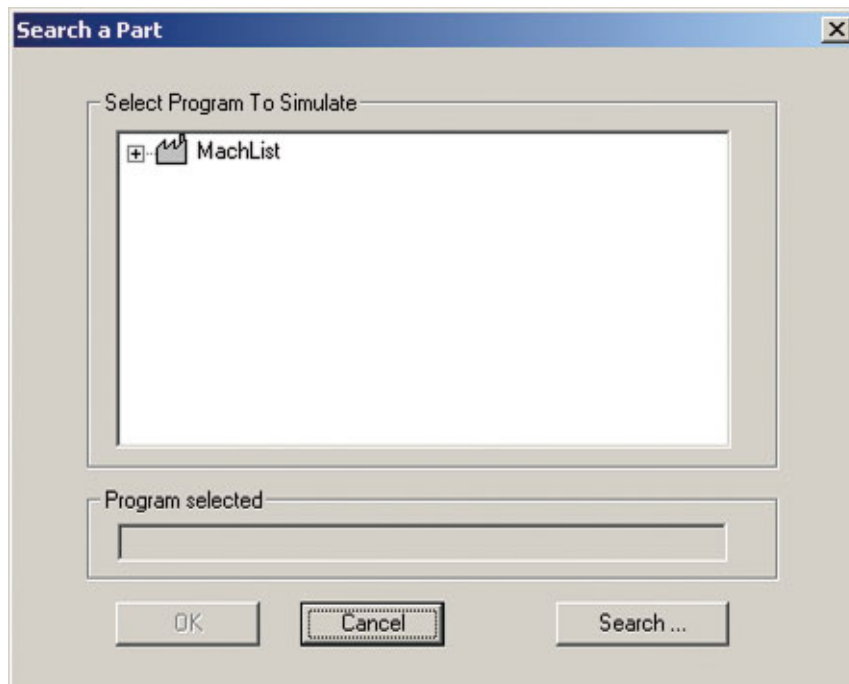 Search a Part
Select Program To Simulate
MachList
Program selected
OK
Cancel
Search ...